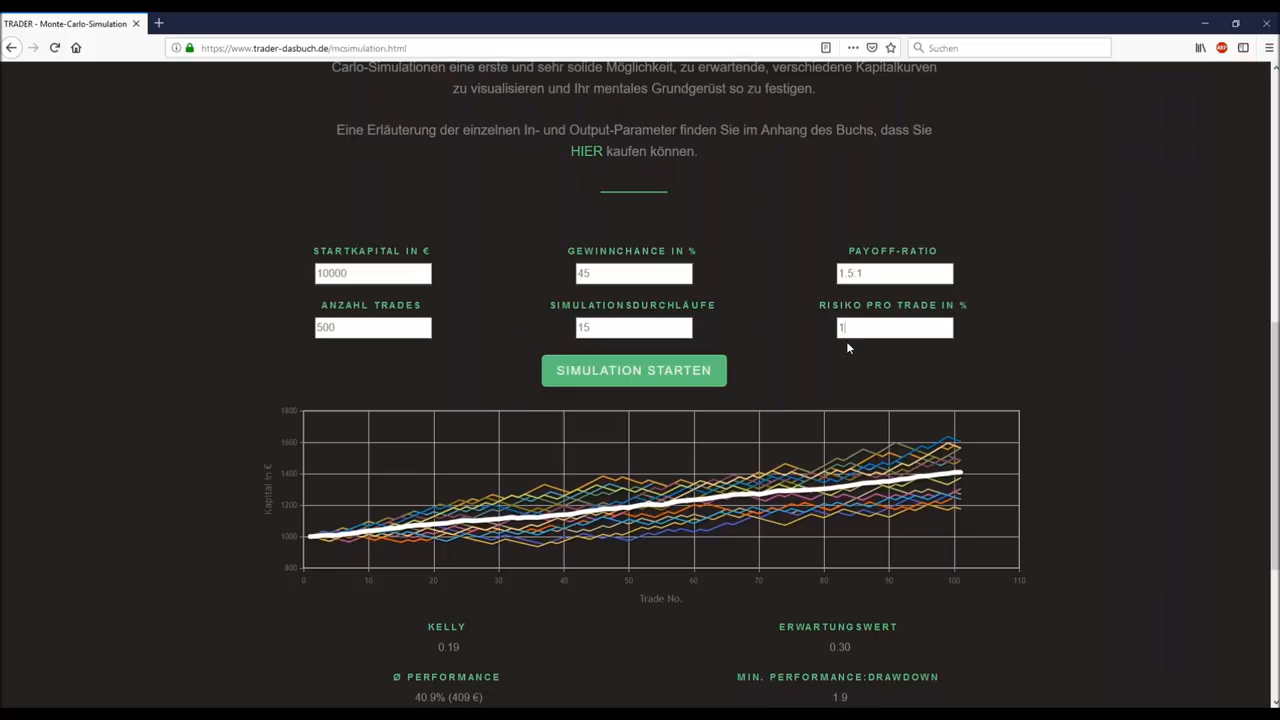 TRADER - Monte-Carlo-Simulation
https://www.trader-dasbuch.de/mcsimulation.html
Suchen
ABP
Carlo-Simulationen eine erste und sehr solide Möglichkeit, zu erwartende, verschiedene Kapitalkurven
zu visualisieren und Ihr mentales Grundgerüst so zu festigen.
Eine Erläuterung der einzelnen In- und Output-Parameter finden Sie im Anhang des Buchs, dass Sie
HIER kaufen können.
STARTKAPITAL IN € GEWINNCHANCE IN % PAYOFF-RATIO
10000 45 1.5:1
ANZAHL TRADES SIMULATIONSDURCHLÄUFE RISIKO PRO TRADE IN %
500 15 1
SIMULATION STARTEN
1800
1600
1400
1200
1000
800
Kapital in €
0 10 20 30 40 50 60 70 80 90 100 110
Trade No.
KELLY ERWARTUNGSWERT
0.19 0.30
Ø PERFORMANCE MIN. PERFORMANCE:DRAWDOWN
40.9% (409 €) 1.9